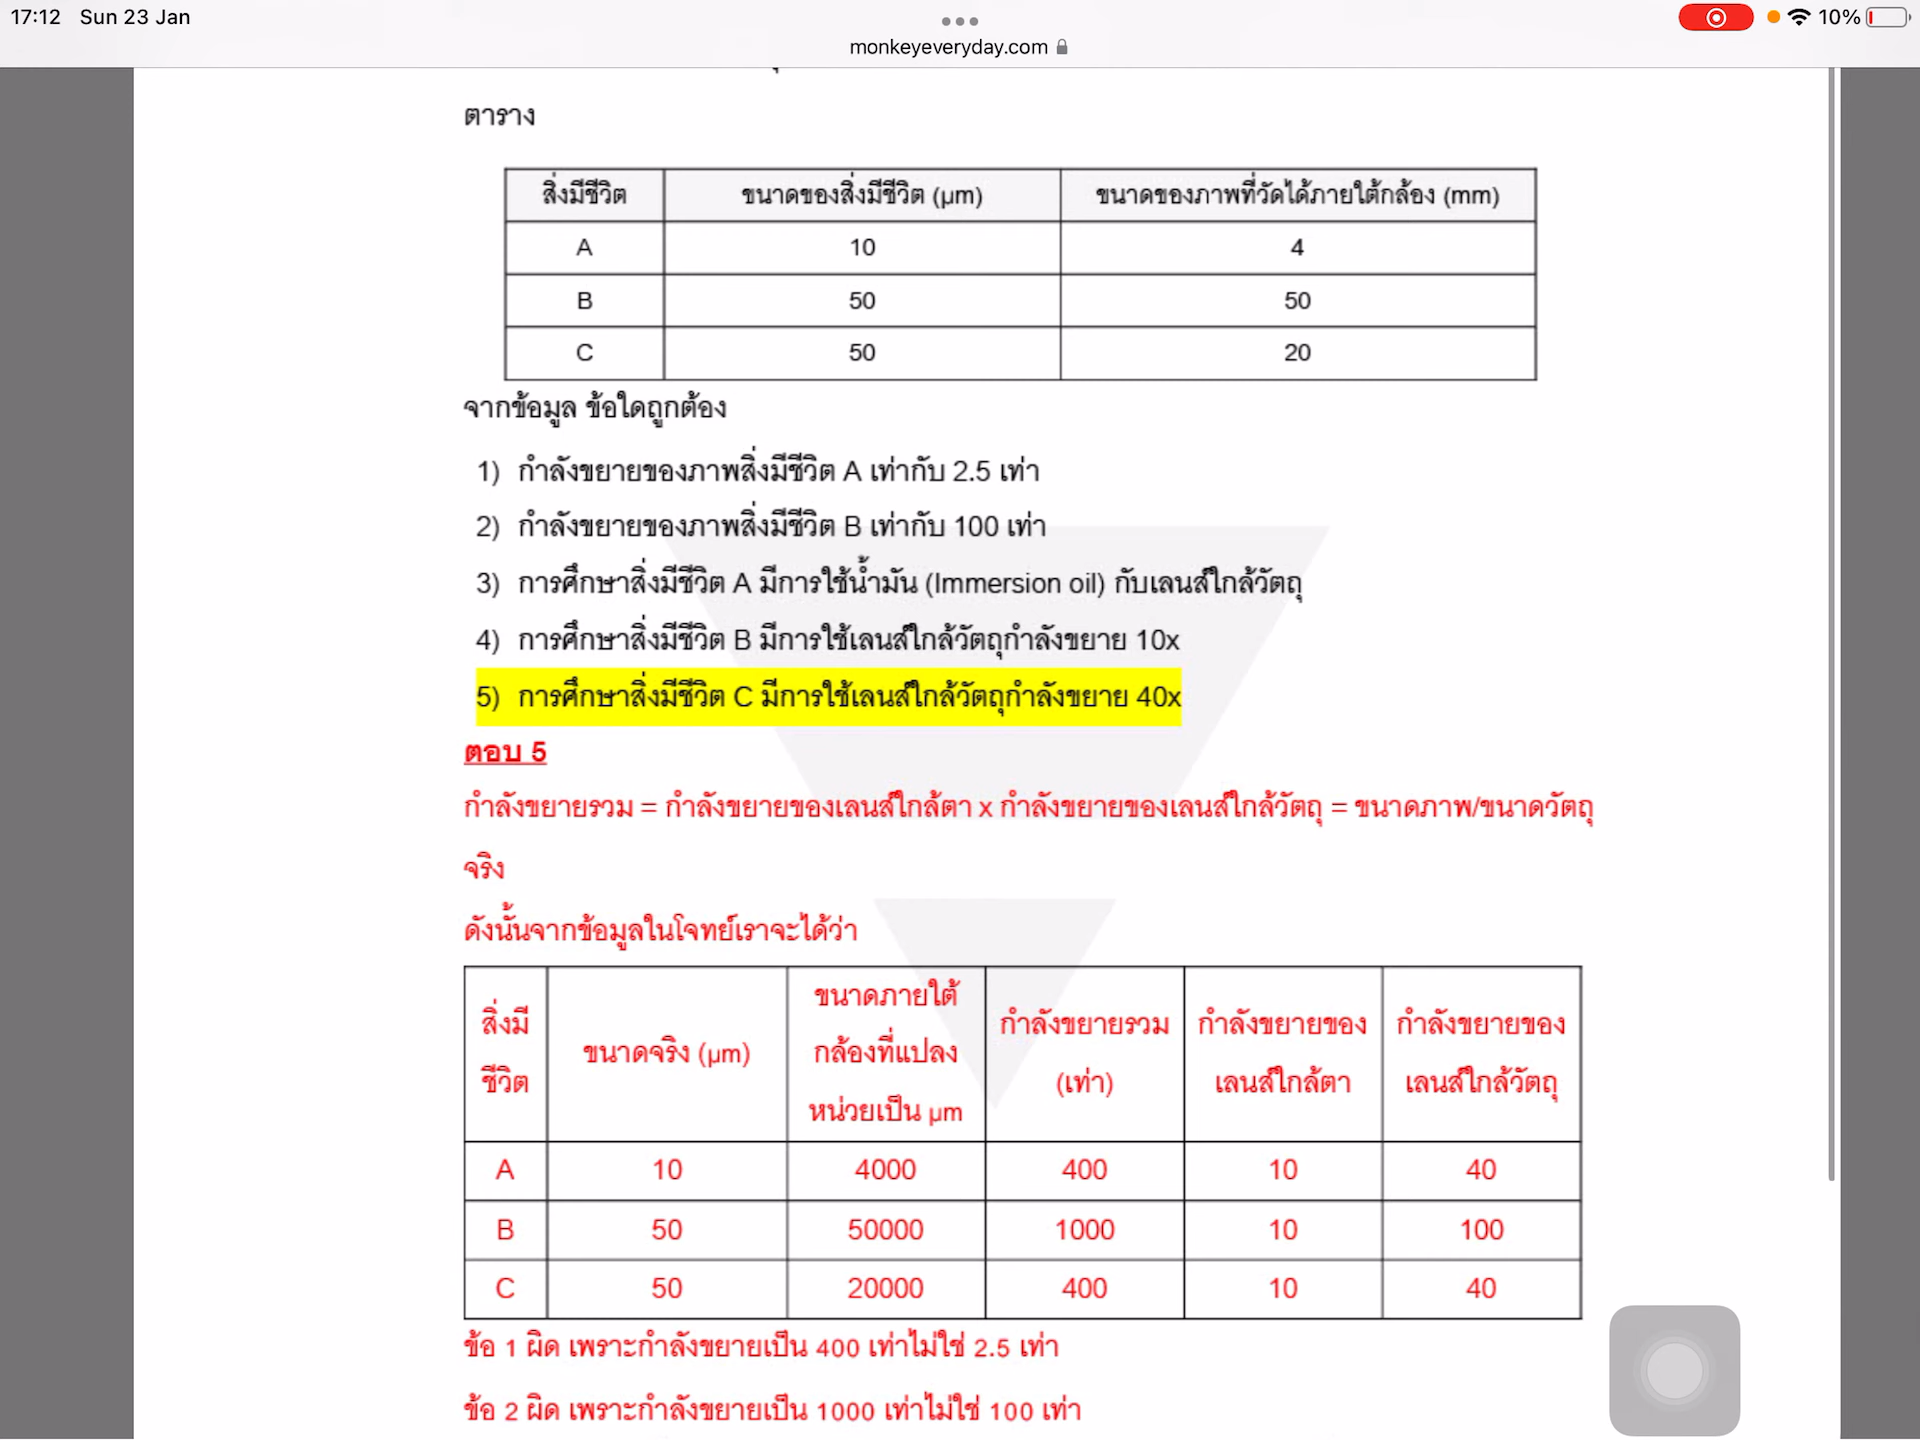 17:12 Sun 23 Jan
10%
monkeyeveryday.com
ตาราง
สิ่งมีชีวิต ขนาดของสิ่งมีชีวิต (μm) ขนาดของภาพที่วัดได้ภายใต้กล้อง (mm)
A 10 4
B 50 50
C 50 20
จากข้อมูล ข้อใดถูกต้อง
1) กำลังขยายของภาพสิ่งมีชีวิต A เท่ากับ 2.5 เท่า
2) กำลังขยายของภาพสิ่งมีชีวิต B เท่ากับ 100 เท่า
3) การศึกษาสิ่งมีชีวิต A มีการใช้น้ำมัน (Immersion oil) กับเลนส์ใกล้วัตถุ
4) การศึกษาสิ่งมีชีวิต B มีการใช้เลนส์ใกล้วัตถุกำลังขยาย 10x
5) การศึกษาสิ่งมีชีวิต C มีการใช้เลนส์ใกล้วัตถุกำลังขยาย 40x
ตอบ 5
กำลังขยายรวม = กำลังขยายของเลนส์ใกล้ตา x กำลังขยายของเลนส์ใกล้วัตถุ = ขนาดภาพ/ขนาดวัตถุ
จริง
ดังนั้นจากข้อมูลในโจทย์เราจะได้ว่า
สิ่งมี
ชีวิต
ขนาดจริง (μm)
ขนาดภายใต้
กล้องที่แปลง
หน่วยเป็น μm
กำลังขยายรวม
(เท่า)
กำลังขยายของ
เลนส์ใกล้ตา
กำลังขยายของ
เลนส์ใกล้วัตถุ
A 10 4000 400 10 40
B 50 50000 1000 10 100
C 50 20000 400 10 40
ข้อ 1 ผิด เพราะกำลังขยายเป็น 400 เท่าไม่ใช่ 2.5 เท่า
ข้อ 2 ผิด เพราะกำลังขยายเป็น 1000 เท่าไม่ใช่ 100 เท่า